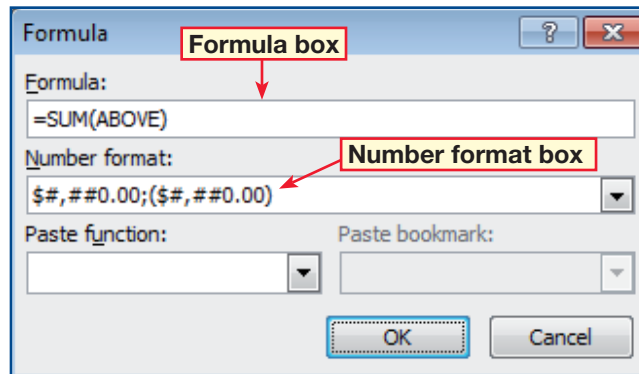 Formula
Formula box
Formula:
=SUM(ABOVE)
Number format:
Number format box
$#,##0.00;($#,##0.00)
Paste function:
Paste bookmark:
OK
Cancel